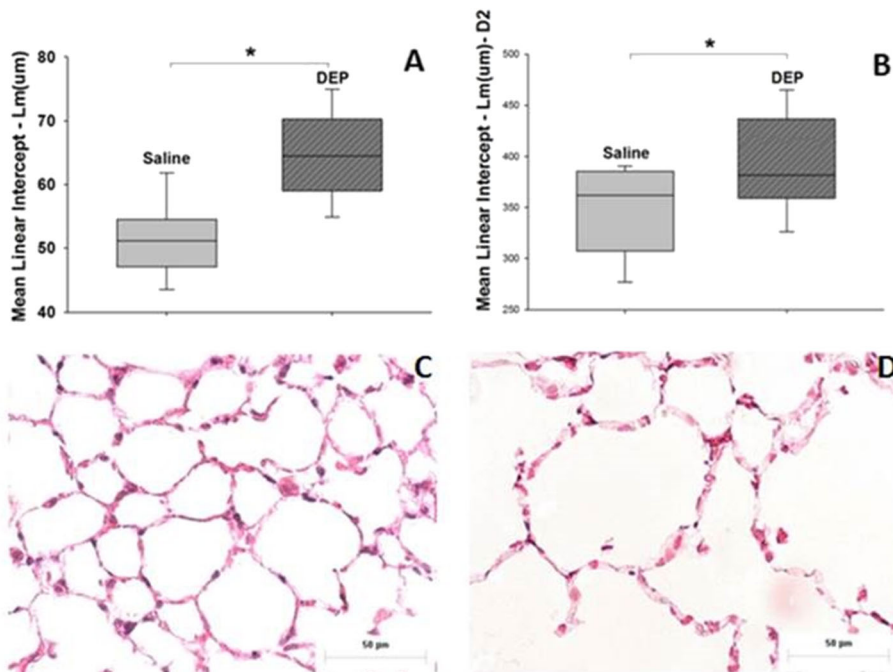 A
Mean Linear Intercept - Lm(um)
80
70
60
50
40
*
Saline
DEP
B
Mean Linear Intercept - Lm(um)- D2
500
450
400
350
300
250
*
Saline
DEP
C
50 µm
D
50 µm